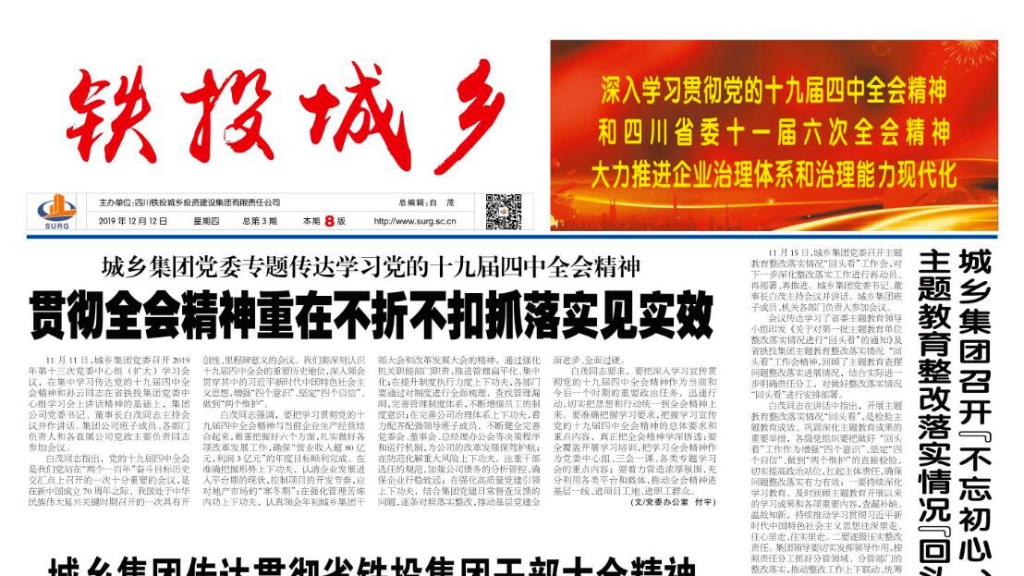 铁投城乡
深入学习贯彻党的十九届四中全会精神
和四川省委十一届六次全会精神
大力推进企业治理体系和治理能力现代化
SURG
主办单位:四川铁投城乡投资建设集团有限责任公司
总编辑:白 茂
2019年12月12日 星期四 总第3期 本期8版 http://www.surg.sc.cn
城乡集团党委专题传达学习党的十九届四中全会精神
贯彻全会精神重在不折不扣抓落实见实效
11月11日,城乡集团党委召开2019
年第十三次党委中心组(扩大)学习会
议,在集中学习传达党的十九届四中全
会精神和孙云同志在省铁投集团党委中
心组学习会上讲话精神的基础上,集团
公司党委书记、董事长白茂同志主持会
议并作讲话。集团公司班子成员、各部门
负责人和各直属公司党政主要负责同志
参加会议。
白茂同志指出,党的十九届四中全会
是我们党站在“两个一百年”奋斗目标历史
交汇点上召开的一次十分重要的会议,是
在新中国成立70周年之际、我国处于中华
民族伟大复兴关键时期召开的一次具有开
创性、里程碑意义的会议。我们要深刻认识
十九届四中全会的重要历史地位,深入领会
贯穿其中的习近平新时代中国特色社会主
义思想,增强“四个意识”、坚定“四个自信”、
做到“两个维护”。
白茂同志强调,要把学习贯彻党的十
九届四中全会精神与当前企业生产经营结
合起来,着重把握好六个方面,扎实做好各
项改革发展工作,确保“营业收入超80亿
元,利润3亿元”的年度目标顺利完成。在
准确把握形势上下功夫,认清企业发展进
入平台期的现状,控制项目的开发节奏,应
对地产市场的“寒冬期”;在强化管理苦练
内功上下功夫,认真领会年初城乡集团干
部大会和改革发展大会的精神,通过强化
机关职能部门职责,推进管理扁平化、集中
化;在提升制度执行力度上下功夫,各部门
要通过对制度进行全面梳理,查找管理漏
洞,完善管理制度体系,不断增强员工的制
度意识;在完善公司治理体系上下功夫,着
力配齐配强领导班子成员,不断健全完善
党委会、董事会、总经理办公会等决策程序
和运行机制,为公司的改革发展保驾护航;
在防范化解重大风险上下功夫,注重干部
选任的规范,加强公司债务的分析管控,确
保企业行稳致远;在强化高质量党建引领
上下功夫,结合集团党建日常督查反馈的
问题,逐条对照落实整改,推动基层党建全
面进步、全面过硬。
白茂同志要求,要把深入学习宣传贯
彻党的十九届四中全会精神作为当前和
今后一个时期的重要政治任务,迅速行
动,切实把思想和行动统一到全会精神上
来。要准确把握学习要求,把握学习宣传
党的十九届四中全会精神的总体要求和
重点内容,真正把全会精神学深悟透;要
全覆盖开展学习培训,把学习全会精神作
为党委中心组、三会一课、各类专题学习
会的重点内容;要着力营造浓厚氛围,充
分利用各类平台和载体,推动全会精神进
基层一线、进项目工地、进职工群众。
(文/党委办公室 付宇)
11月15日,城乡集团党委召开主题
教育整改落实情况“回头看”工作会,对
下一步深化整改落实工作进行再动员、
再部署、再推进。城乡集团党委书记、董
事长白茂主持会议并讲话。城乡集团班
子成员、机关各部门负责人参加会议。
会议传达学习了省委主题教育领导
小组印发《关于对第一批主题教育单位
整改落实情况进行“回头看”的通知》及
省铁投集团主题教育整改落实情况“回
头看”工作会精神,回顾了主题教育查摆
问题整改落实进展情况,结合实际进一
步明确责任分工,对做好整改落实情况
“回头看”进行安排部署。
白茂同志在讲话中指出,开展主题
教育整改落实情况“回头看”,是检验主
题教育成效、巩固深化主题教育成果的
重要举措,各级党组织要把做好“回头
看”工作作为增强“四个意识”、坚定“四
个自信”、做到“两个维护”的直接检验,
切实提高政治站位,扛起主体责任,确保
问题整改落实有力有效;一要持续深化
学习教育。及时回顾主题教育开展以来
的学习成果和各项重要内容,查漏补缺、
温故知新,持续推动学习贯彻习近平新
时代中国特色社会主义思想往深里走、
往心里走、往实里走。二要逐级压实整改
责任。集团领导要切实发挥领导作用,按
照责任分工抓好分管领域、分管部门的
整改落实,推动整改工作上下联动、统筹
城乡集团召开『不忘初心、
主题教育整改落实情况『回头
城乡集团传达贯彻省铁投集团干部大会精神